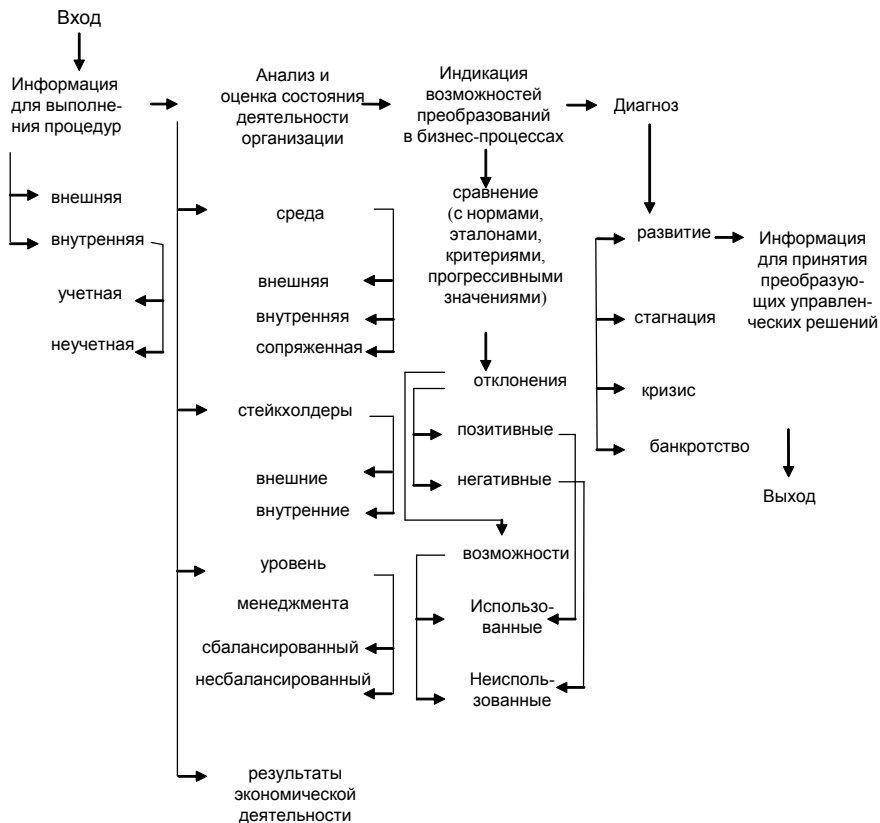 Вход
Информация
для выполне-
ния процедур
внешняя
внутренняя
учетная
неучетная
Анализ и
оценка состояния
деятельности
организации
среда
внешняя
внутренняя
сопряженная
стейкхолдеры
внешние
внутренние
уровень
менеджмента
сбалансированный
несбалансированный
результаты
экономической
деятельности
Индикация
возможностей
преобразований
в бизнес-процессах
сравнение
(с нормами,
эталонами,
критериями,
прогрессивными
значениями)
отклонения
позитивные
негативные
возможности
Использо-
ванные
Неисполь-
зованные
Диагноз
развитие
стагнация
кризис
банкротство
Информация
для принятия
преобразую-
щих управлен-
ческих решений
Выход